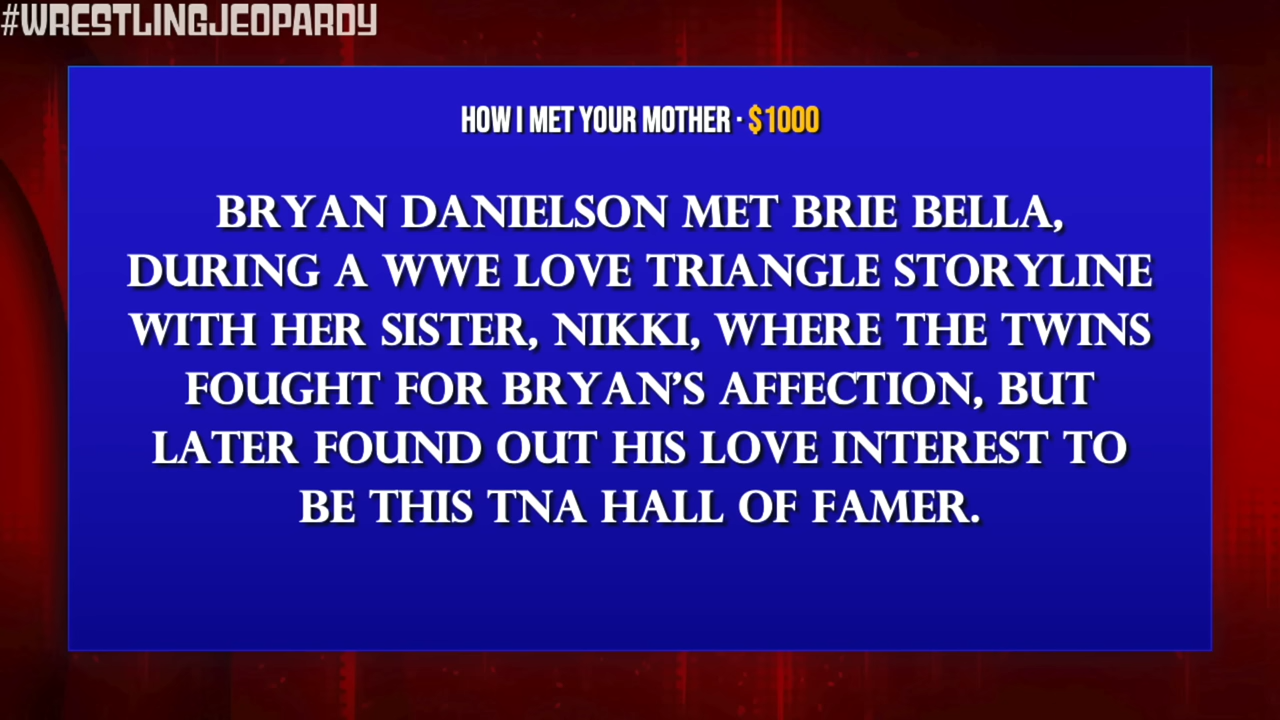 #WRESTLINGJEOPARDY
HOW I MET YOUR MOTHER · $1000
BRYAN DANIELSON MET BRIE BELLA,
DURING A WWE LOVE TRIANGLE STORYLINE
WITH HER SISTER, NIKKI, WHERE THE TWINS
FOUGHT FOR BRYAN’S AFFECTION, BUT
LATER FOUND OUT HIS LOVE INTEREST TO
BE THIS TNA HALL OF FAMER.